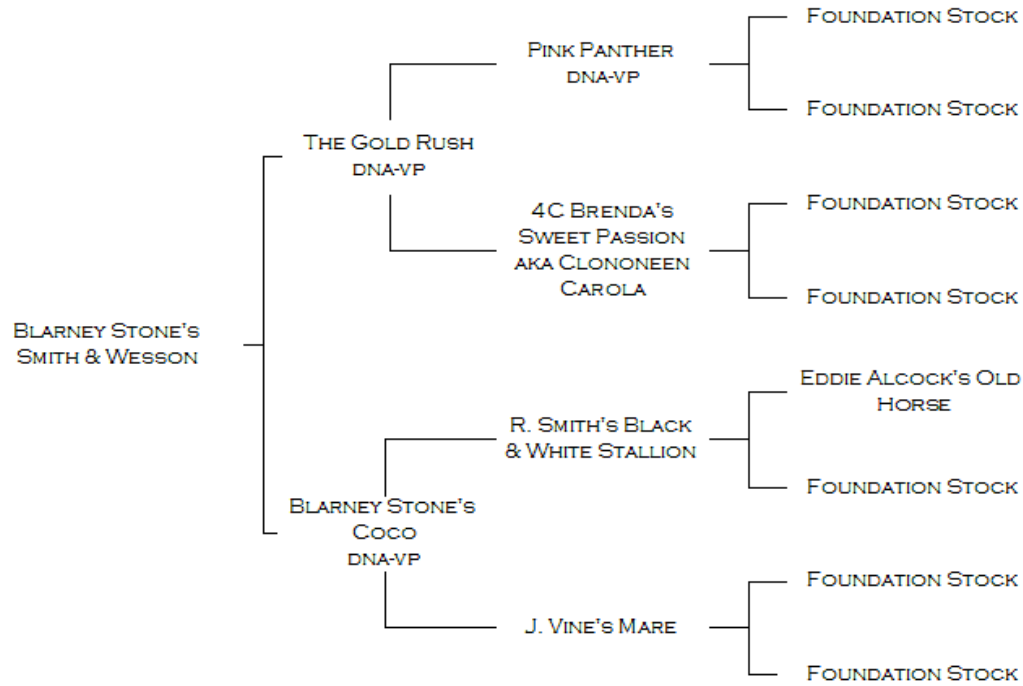 Foundation Stock
Pink Panther
DNA-VP
Foundation Stock
The Gold Rush
DNA-VP
4C Brenda's
Sweet Passion
aka Clononeen
Carola
Foundation Stock
Foundation Stock
Blarney Stone's
Smith & Wesson
Eddie Alcock's Old
Horse
R. Smith's Black
& White Stallion
Foundation Stock
Blarney Stone's
Coco
DNA-VP
Foundation Stock
J. Vine's Mare
Foundation Stock